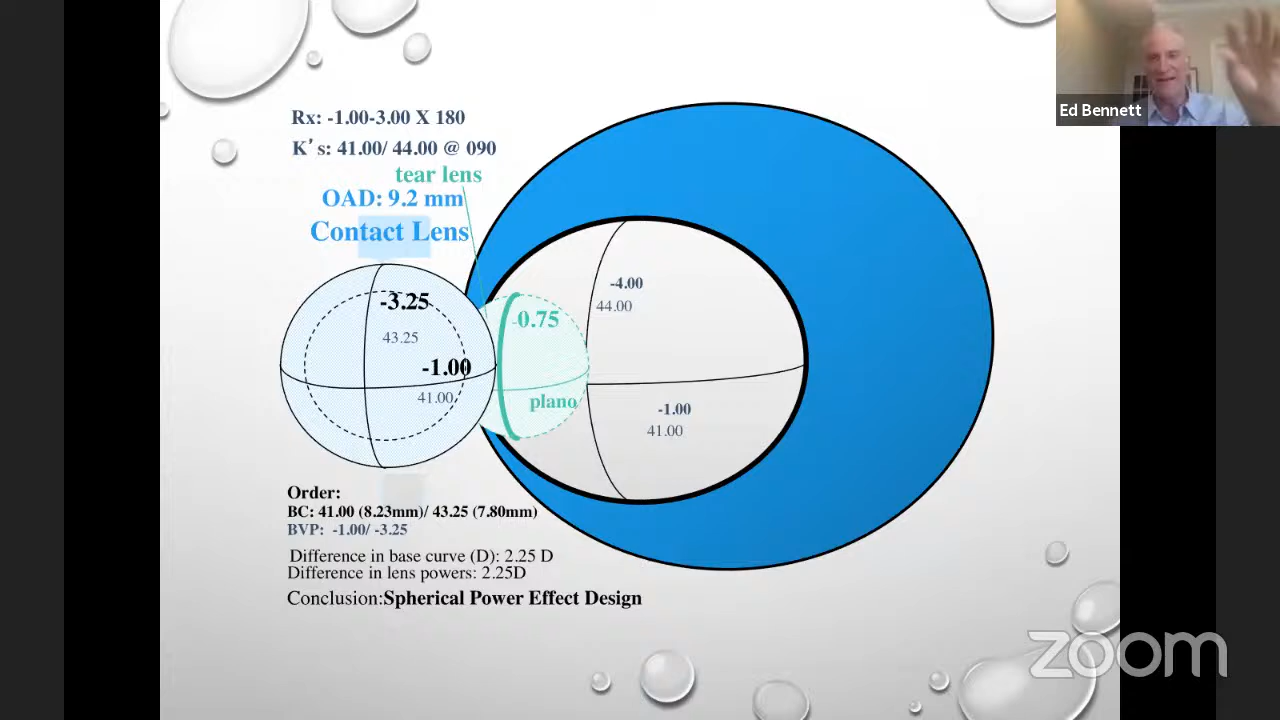 Ed Bennett
Rx: -1.00-3.00 X 180
K's: 41.00/ 44.00 @ 090
tear lens
OAD: 9.2 mm
Contact Lens
-3.25
43.25
-1.00
41.00
-0.75
plano
-4.00
44.00
-1.00
41.00
Order:
BC: 41.00 (8.23mm)/ 43.25 (7.80mm)
BVP: -1.00/ -3.25
Difference in base curve (D): 2.25 D
Difference in lens powers: 2.25D
Conclusion:Spherical Power Effect Design
zoom